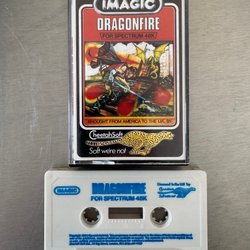 IMAGIC
DRAGONFIRE
FOR SPECTRUM 48K
BROUGHT FROM AMERICA TO THE U.K. BY
CheetahSoft
Soft we're not
IMAGIC
DRAGONFIRE
FOR SPECTRUM 48K